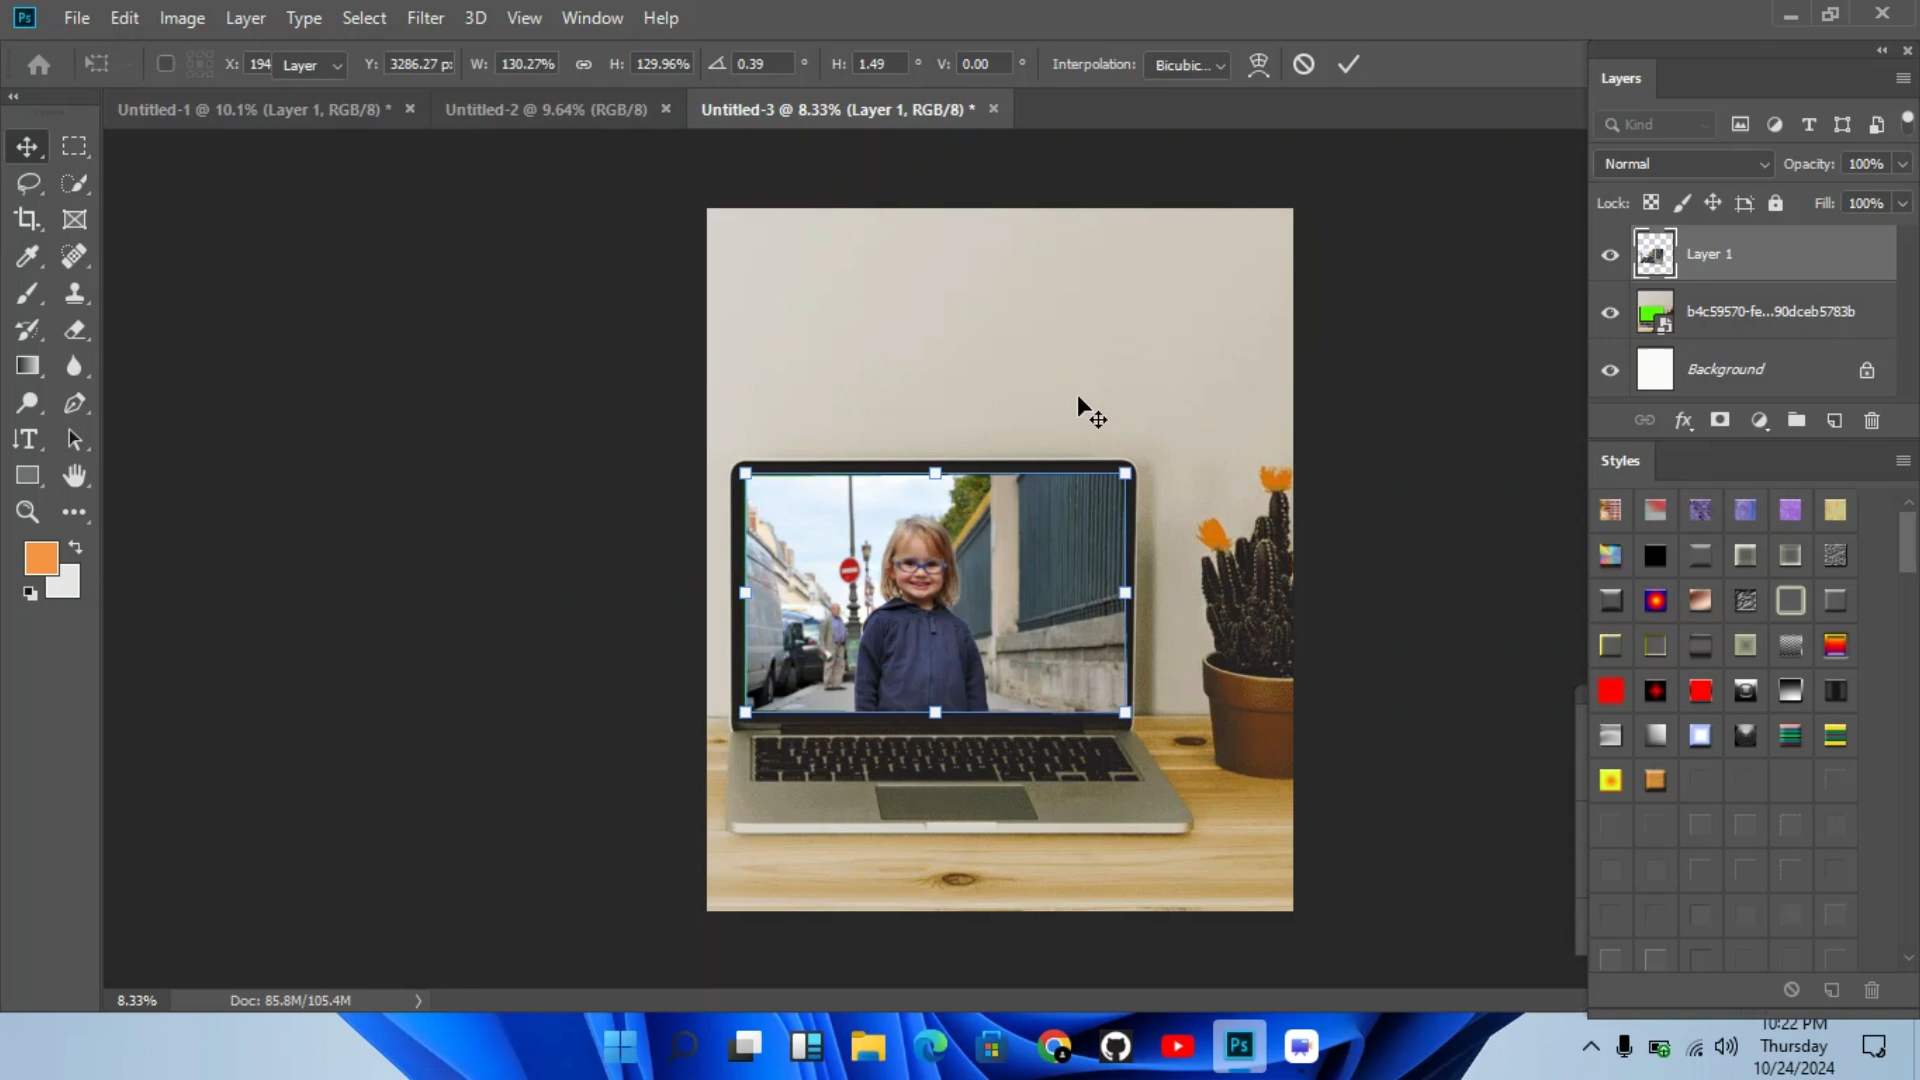 Ps File Edit Image Layer Type Select Filter 3D View Window Help
X: 194 Layer Y: 3286.27 p: W: 130.27% H: 129.96% 0.39 ° H: 1.49 ° V: 0.00 ° Interpolation: Bicubic...
Untitled-1 @ 10.1% (Layer 1, RGB/8) * Untitled-2 @ 9.64% (RGB/8) Untitled-3 @ 8.33% (Layer 1, RGB/8) *
Layers
Kind
Normal Opacity: 100%
Lock: Fill: 100%
Layer 1
b4c59570-fe...90dceb5783b
Background
Styles
8.33% Doc: 85.8M/105.4M
Ps
10:22 PM
Thursday
10/24/2024